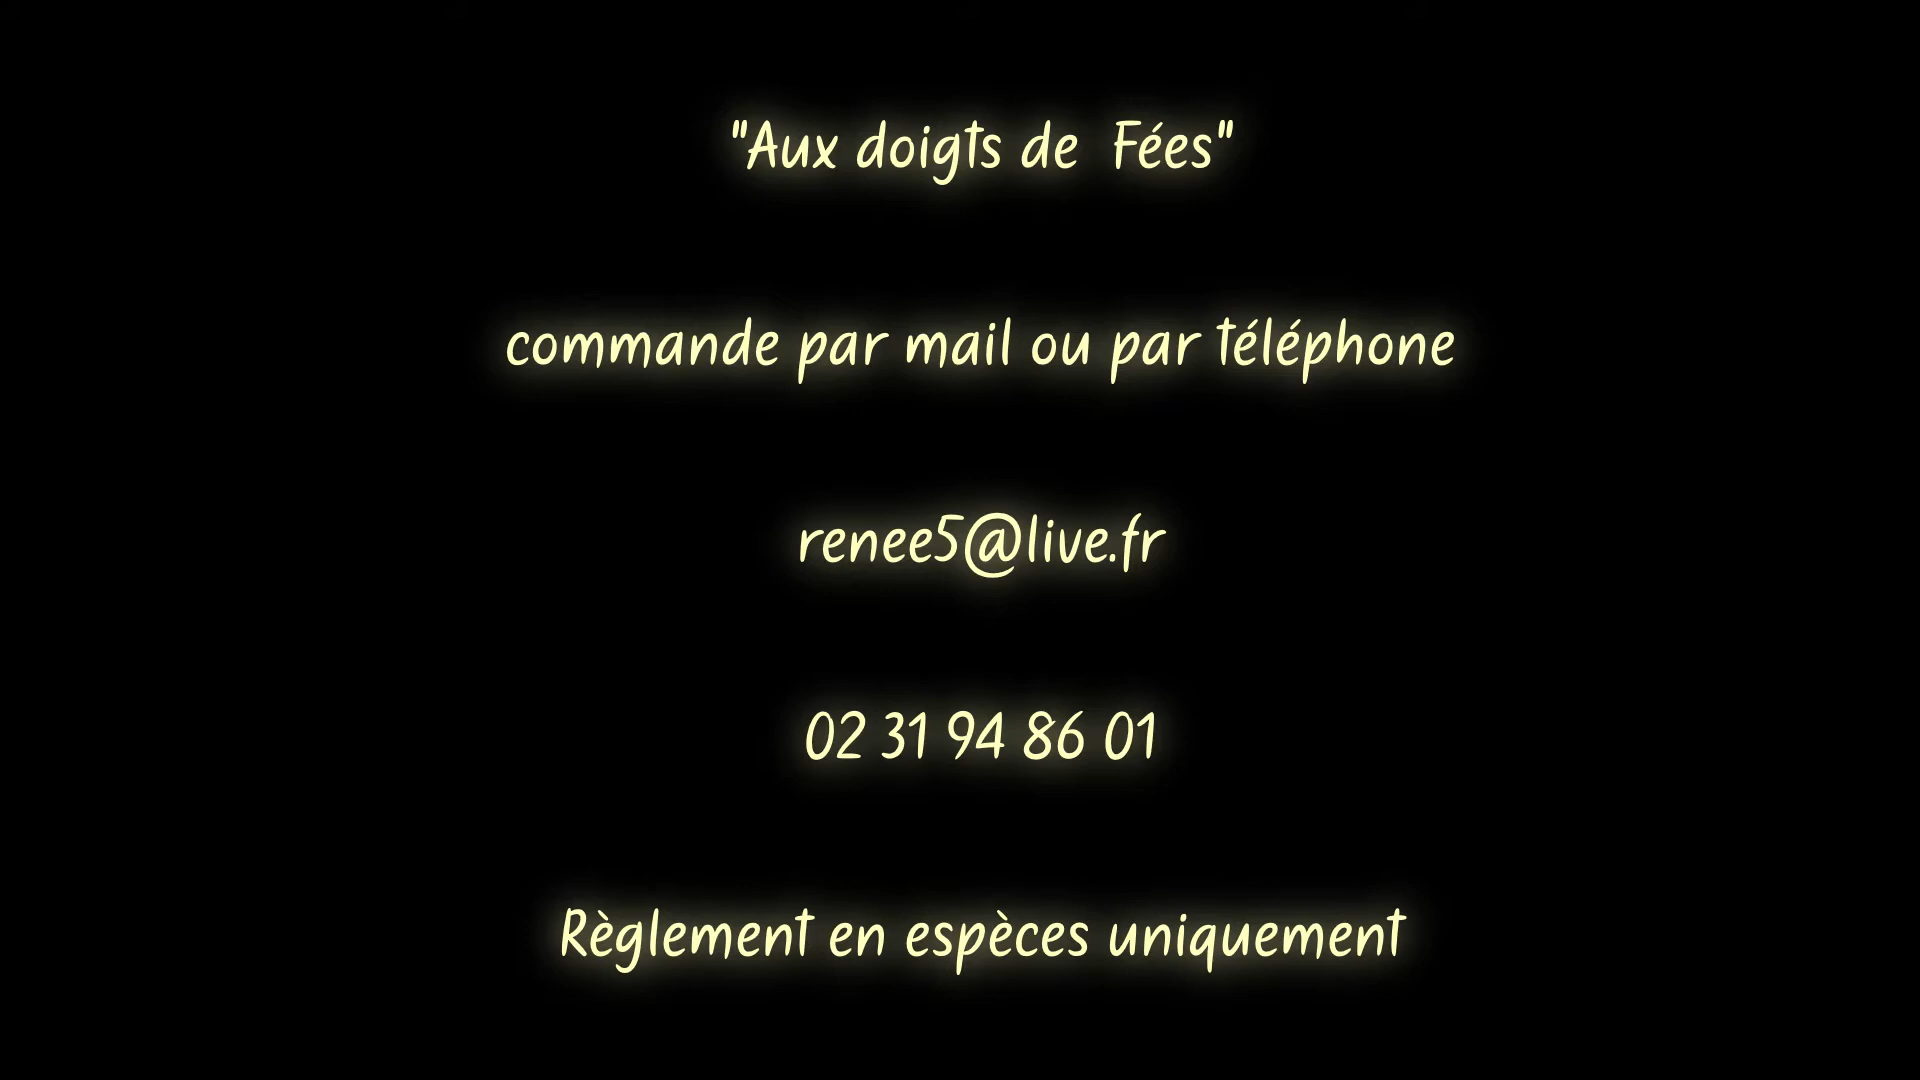 "Aux doigts de  Fées"
commande par mail ou par téléphone
renee5@live.fr
02 31 94 86 01
Règlement en espèces uniquement